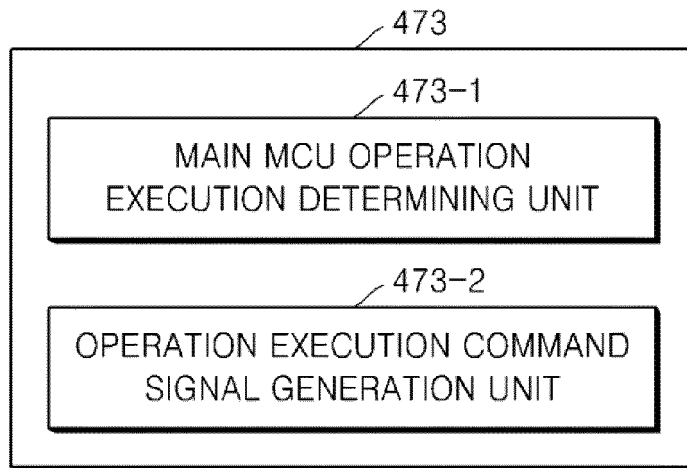 473
473-1
MAIN MCU OPERATION
EXECUTION DETERMINING UNIT
473-2
OPERATION EXECUTION COMMAND
SIGNAL GENERATION UNIT